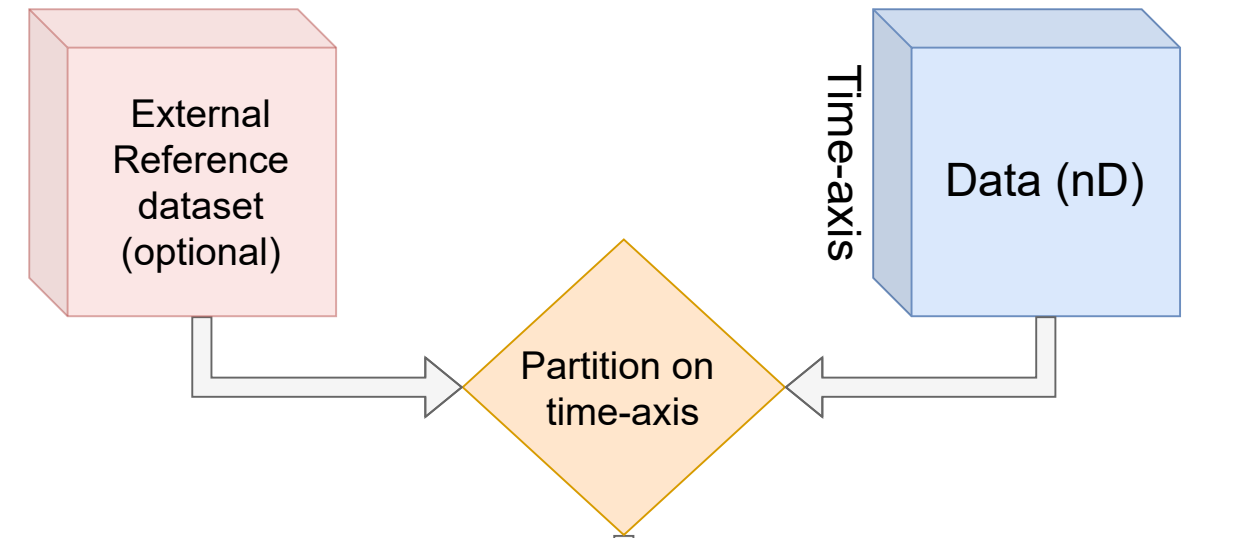 External
Reference
dataset
(optional)
Time-axis
Data (nD)
Partition on
time-axis